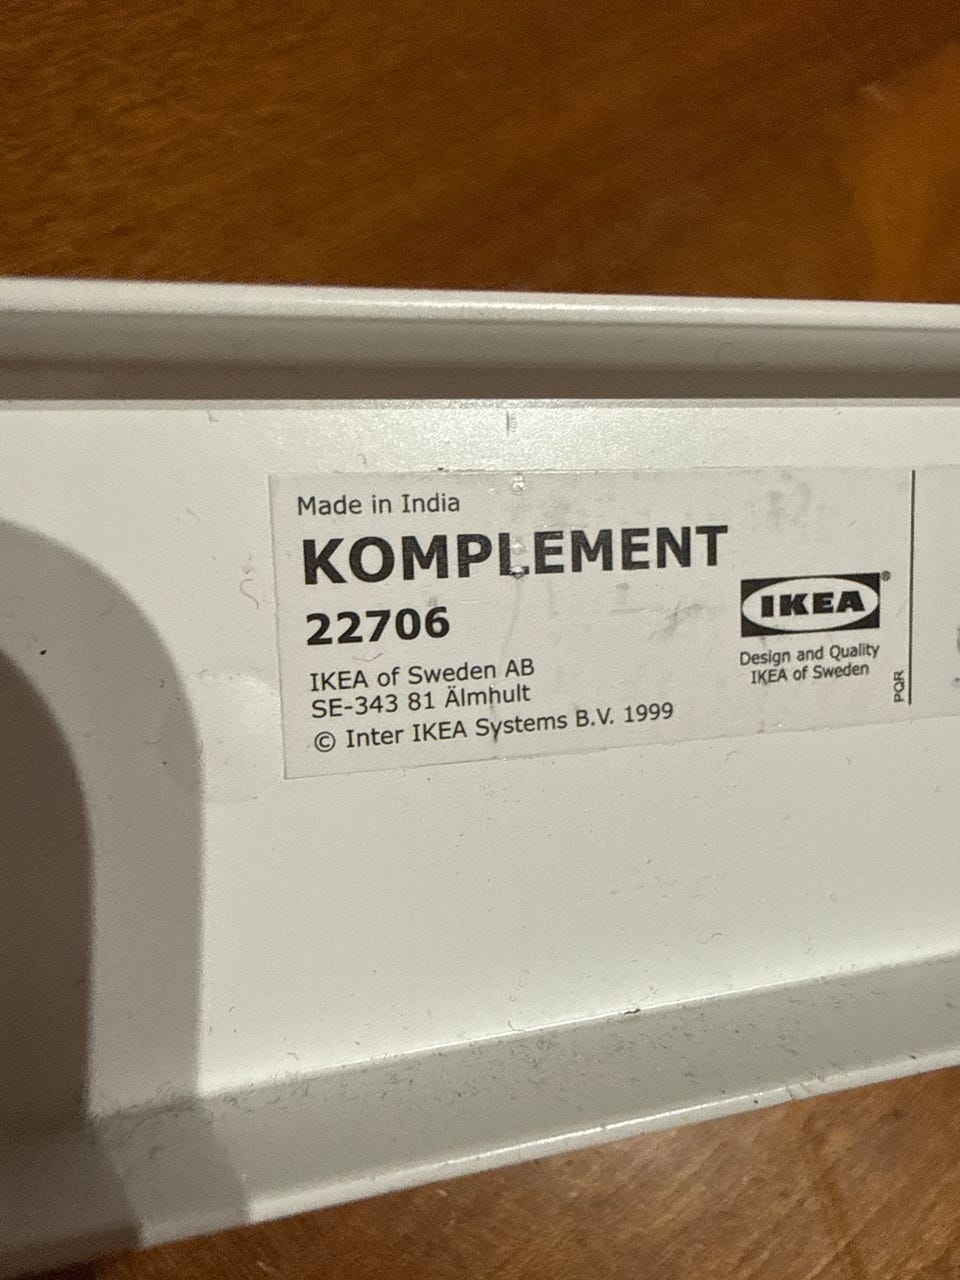 Made in India
KOMPLEMENT
22706
IKEA of Sweden AB
SE-343 81 Älmhult
© Inter IKEA Systems B.V. 1999
IKEA®
Design and Quality
IKEA of Sweden
PQR